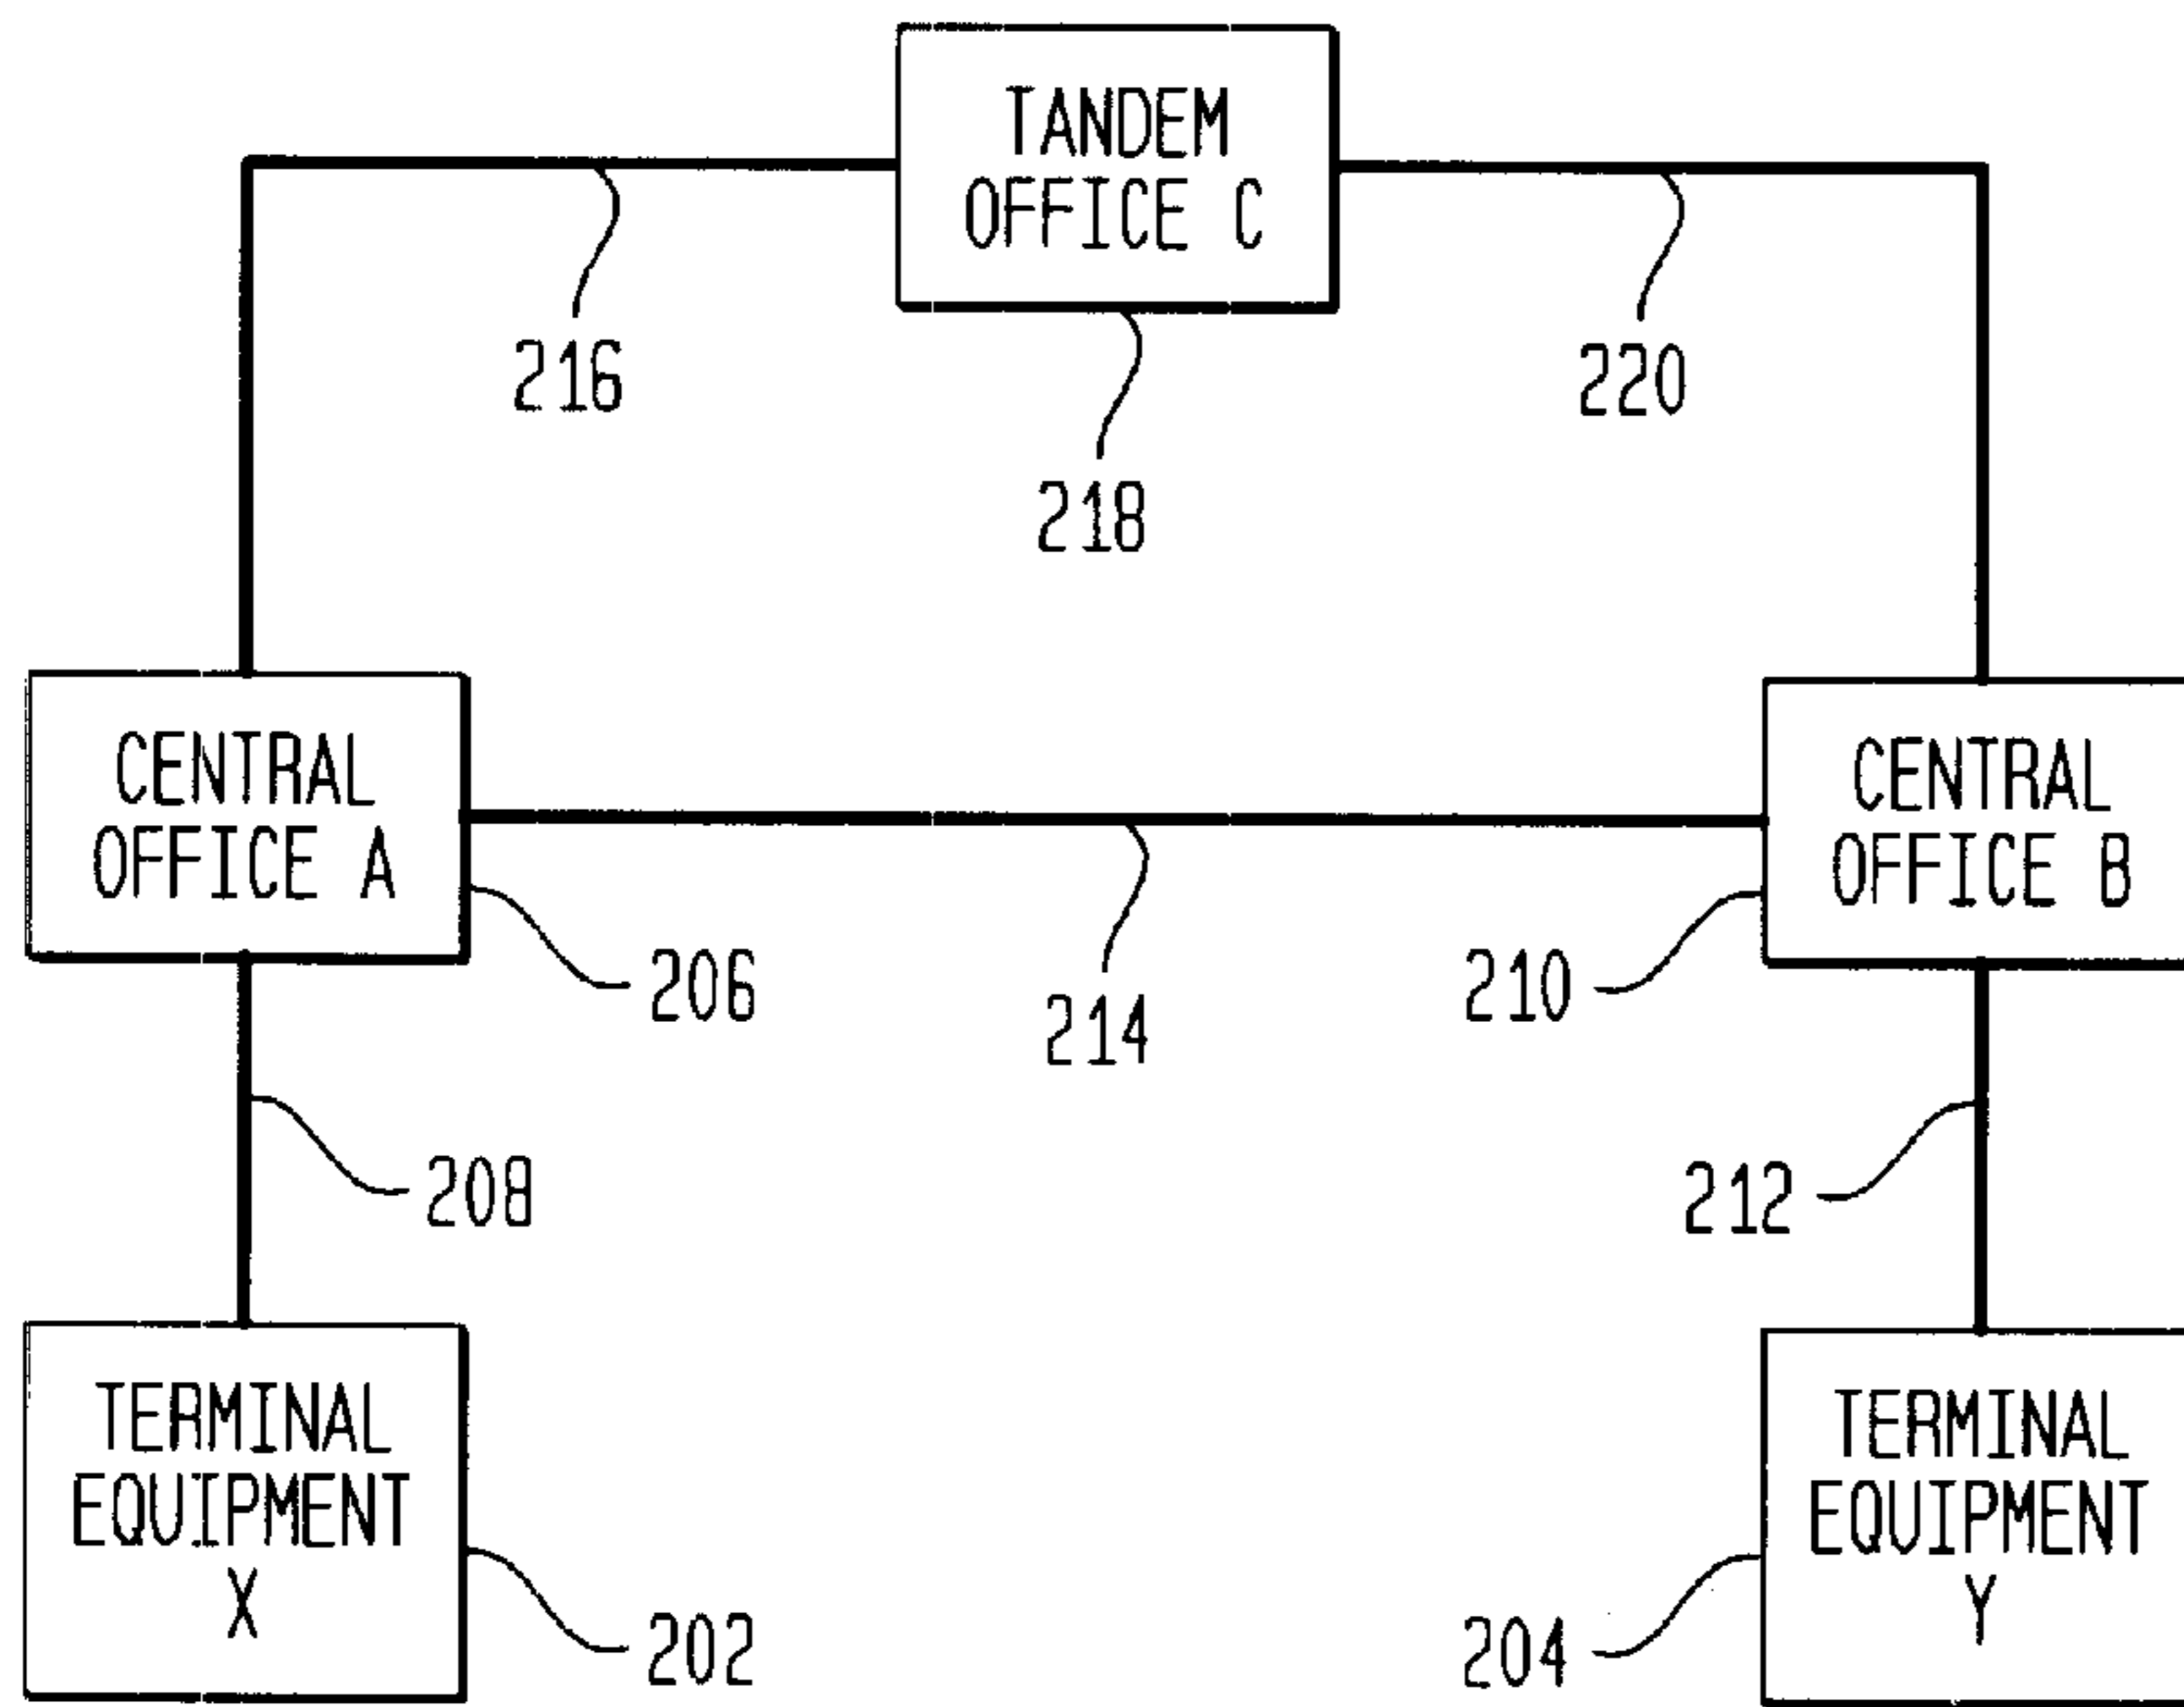 TANDEM
OFFICE C
216
220
218
CENTRAL
OFFICE A
CENTRAL
OFFICE B
206
214
210
208
212
TERMINAL
EQUIPMENT
X
TERMINAL
EQUIPMENT
Y
202
204